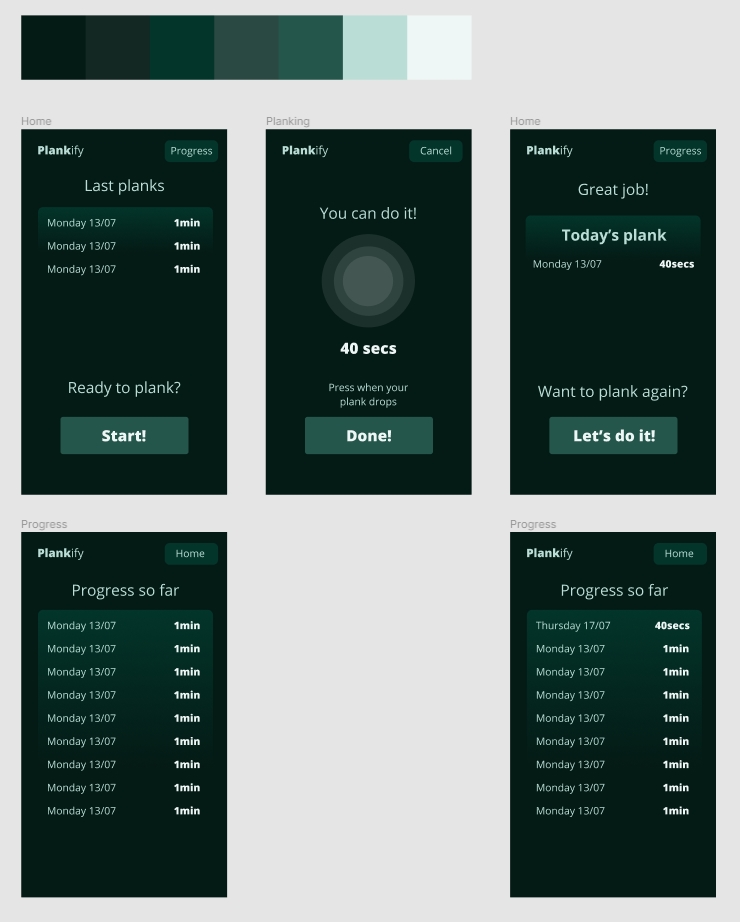 Home
Plankify
Progress
Last planks
Monday 13/07 1min
Monday 13/07 1min
Monday 13/07 1min
Ready to plank?
Start!
Planking
Plankify
Cancel
You can do it!
40 secs
Press when your
plank drops
Done!
Home
Plankify
Progress
Great job!
Today’s plank
Monday 13/07 40secs
Want to plank again?
Let’s do it!
Progress
Plankify
Home
Progress so far
Monday 13/07 1min
Monday 13/07 1min
Monday 13/07 1min
Monday 13/07 1min
Monday 13/07 1min
Monday 13/07 1min
Monday 13/07 1min
Monday 13/07 1min
Monday 13/07 1min
Progress
Plankify
Home
Progress so far
Thursday 17/07 40secs
Monday 13/07 1min
Monday 13/07 1min
Monday 13/07 1min
Monday 13/07 1min
Monday 13/07 1min
Monday 13/07 1min
Monday 13/07 1min
Monday 13/07 1min